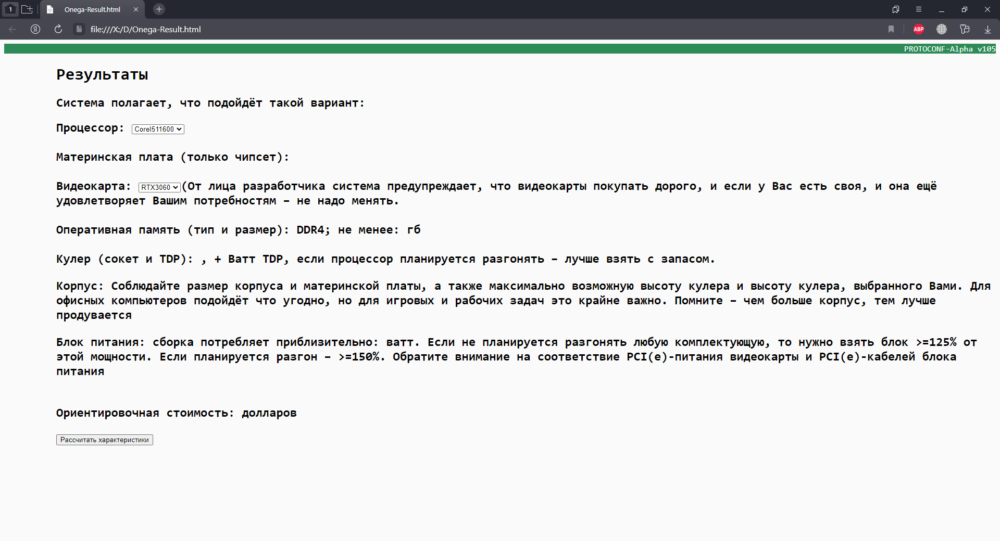 1
Onega-Result.html
file:///X:/D/Onega-Result.html
ABP
PROTOCONF-Alpha v105
Результаты
Система полагает, что подойдёт такой вариант:
Процессор: CoreI511600
Материнская плата (только чипсет):
Видеокарта: RTX3060 (От лица разработчика система предупреждает, что видеокарты покупать дорого, и если у Вас есть своя, и она ещё
удовлетворяет Вашим потребностям – не надо менять.
Оперативная память (тип и размер): DDR4; не менее: гб
Кулер (сокет и TDP): , + Ватт TDP, если процессор планируется разгонять – лучше взять с запасом.
Корпус: Соблюдайте размер корпуса и материнской платы, а также максимально возможную высоту кулера и высоту кулера, выбранного Вами. Для
офисных компьютеров подойдёт что угодно, но для игровых и рабочих задач это крайне важно. Помните – чем больше корпус, тем лучше
продувается
Блок питания: сборка потребляет приблизительно: ватт. Если не планируется разгонять любую комплектующую, то нужно взять блок >=125% от
этой мощности. Если планируется разгон – >=150%. Обратите внимание на соответствие PCI(e)-питания видеокарты и PCI(e)-кабелей блока
питания
Ориентировочная стоимость: долларов
Рассчитать характеристики